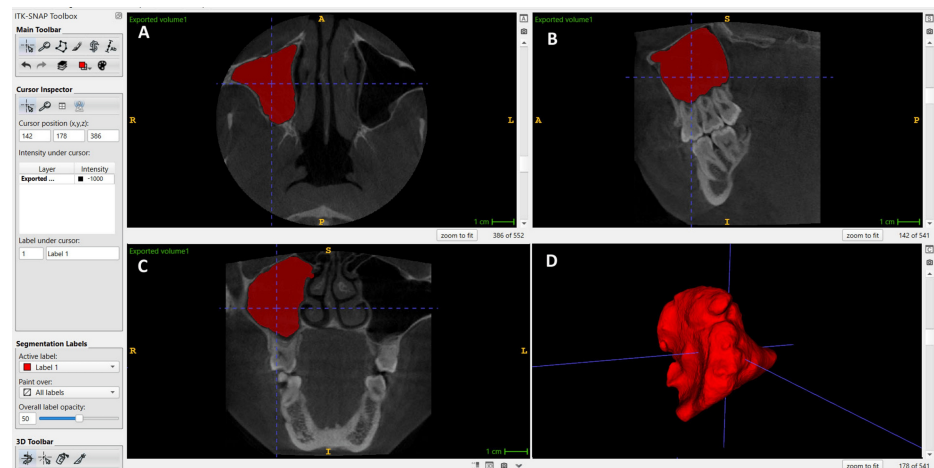 ITK-SNAP Toolbox
Main Toolbar
Cursor Inspector
Cursor position (x,y,z):
142 178 386
Intensity under cursor:
Layer Intensity
Exported ... -1000
Label under cursor:
1 Label 1
Segmentation Labels
Active label:
Label 1
Paint over:
All labels
Overall label opacity:
50
3D Toolbar
Exported volume1
A
A
R
L
P
1 cm
zoom to fit 386 of 552
Exported volume1
B
S
A
P
I
1 cm
zoom to fit 142 of 541
Exported volume1
C
S
R
L
I
1 cm
D
zoom to fit 178 of 541
A
S
C